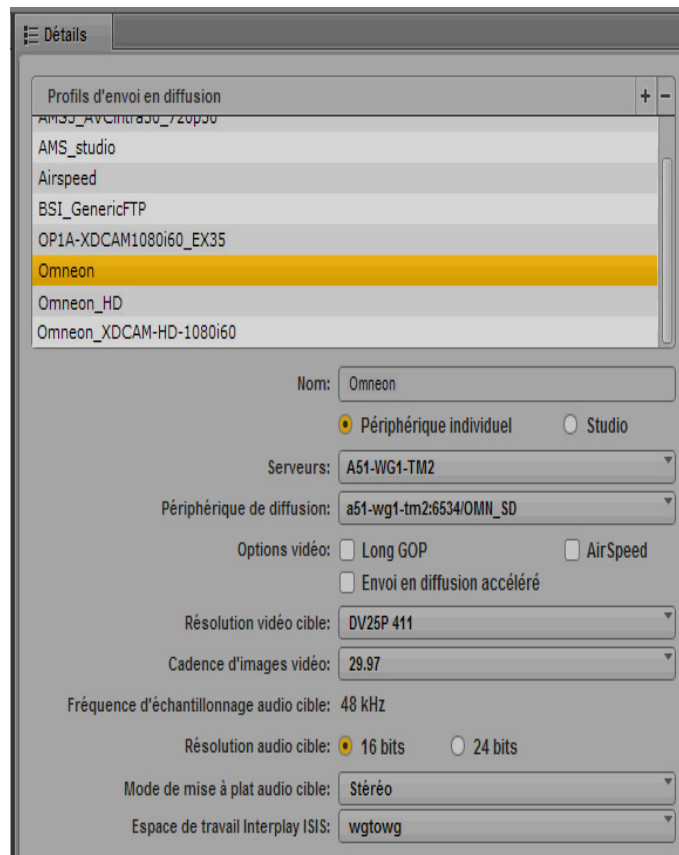 Détails
Profils d'envoi en diffusion + -
AMS5_AVCIntra50_720p50
AMS_studio
Airspeed
BSI_GenericFTP
OP1A-XDCAM1080i60_EX35
Omneon
Omneon_HD
Omneon_XDCAM-HD-1080i60
Nom: Omneon
Périphérique individuel Studio
Serveurs: A51-WG1-TM2
Périphérique de diffusion: a51-wg1-tm2:6534/OMN_SD
Options vidéo: Long GOP AirSpeed
Envoi en diffusion accéléré
Résolution vidéo cible: DV25P 411
Cadence d'images vidéo: 29.97
Fréquence d'échantillonnage audio cible: 48 kHz
Résolution audio cible: 16 bits 24 bits
Mode de mise à plat audio cible: Stéréo
Espace de travail Interplay ISIS: wgtowg